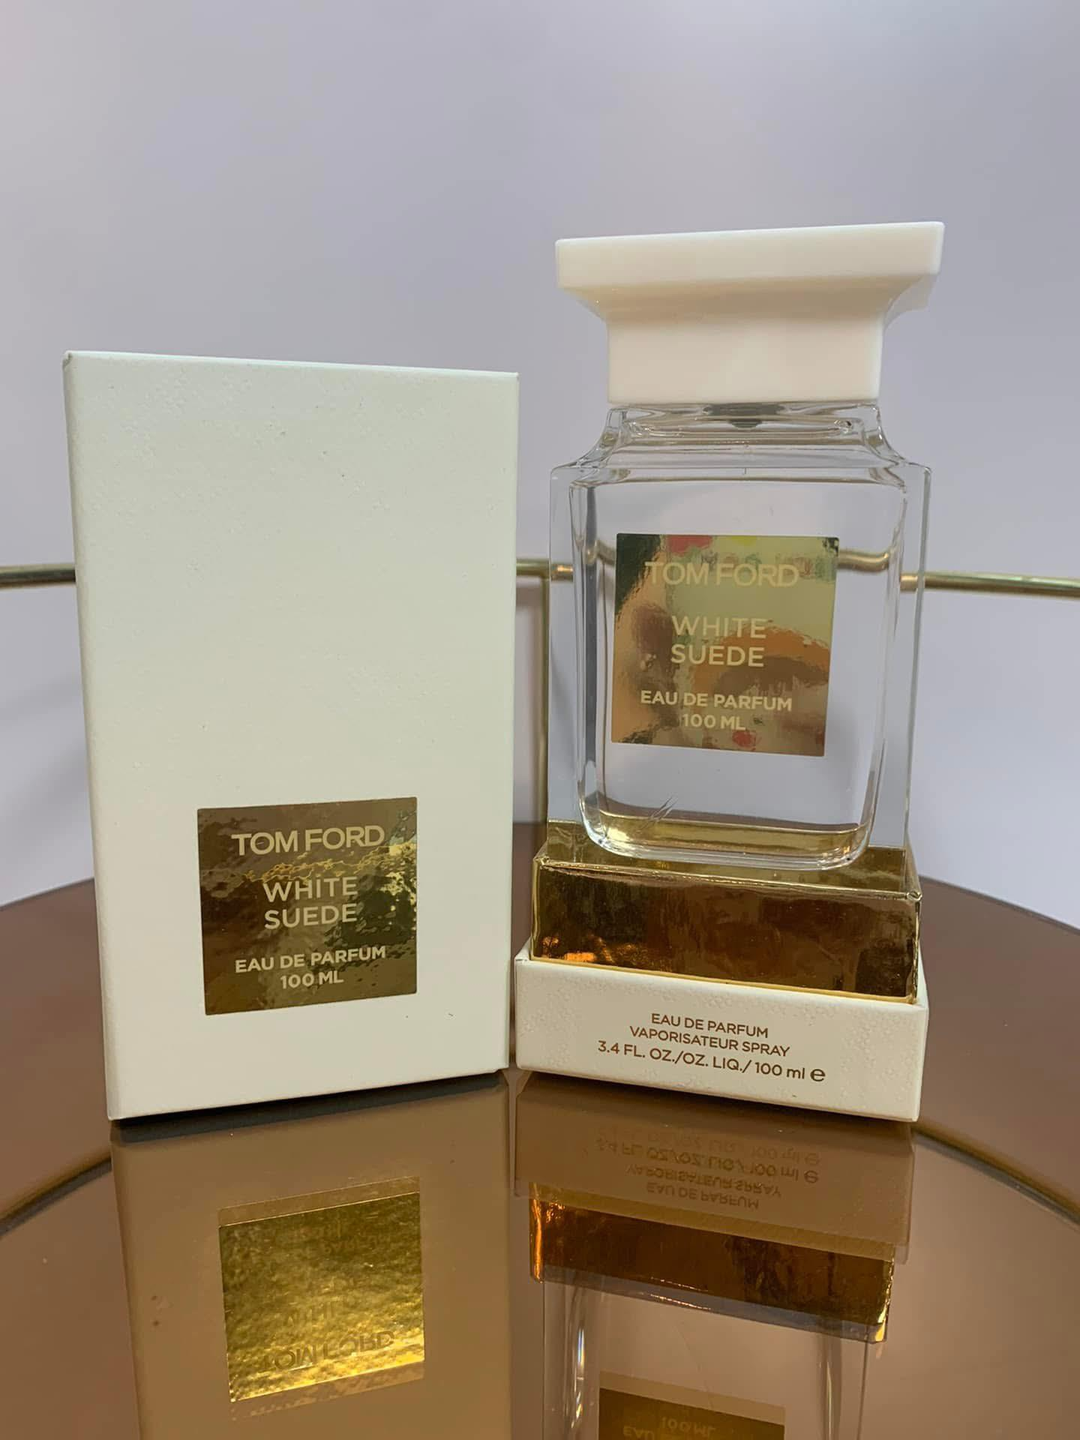 TOM FORD
WHITE
SUEDE
EAU DE PARFUM
100 ML
TOM FORD
WHITE
SUEDE
EAU DE PARFUM
100 ML
EAU DE PARFUM
VAPORISATEUR SPRAY
3.4 FL. OZ./OZ. LIQ./ 100 ml ℮